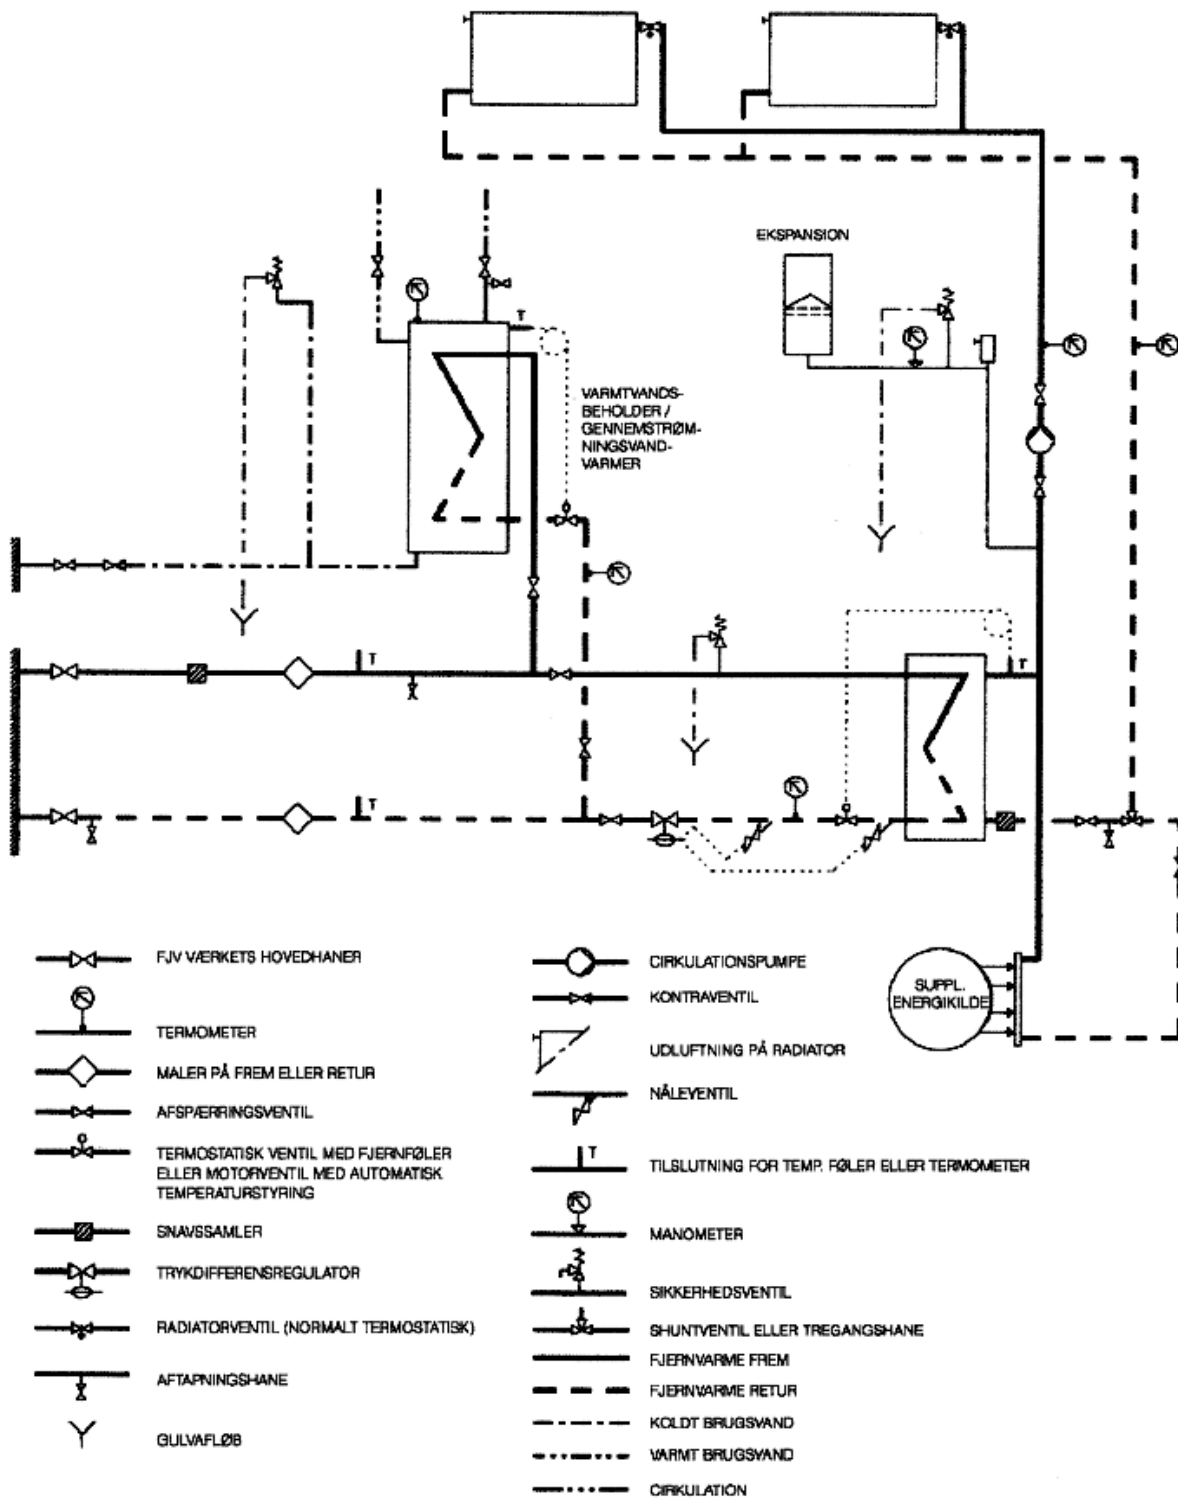 EKSPANSION
T
VARMTVANDS-
BEHOLDER /
GENNEMSTRØM-
NINGSVAND-
VARMER
T
T
T
SUPPL.
ENERGIKILDE
FJV VÆRKETS HOVEDHANER
TERMOMETER
MALER PÅ FREM ELLER RETUR
AFSPÆRRINGSVENTIL
TERMOSTATISK VENTIL MED FJERNFØLER
ELLER MOTORVENTIL MED AUTOMATISK
TEMPERATURSTYRING
SNAVSSAMLER
TRYKDIFFERENSREGULATOR
RADIATORVENTIL (NORMALT TERMOSTATISK)
AFTAPNINGSHANE
GULVAFLØB
CIRKULATIONSPUMPE
KONTRAVENTIL
UDLUFTNING PÅ RADIATOR
NÅLEVENTIL
T
TILSLUTNING FOR TEMP. FØLER ELLER TERMOMETER
MANOMETER
SIKKERHEDSVENTIL
SHUNTVENTIL ELLER TREGANGSHANE
FJERNVARME FREM
FJERNVARME RETUR
KOLDT BRUGSVAND
VARMT BRUGSVAND
CIRKULATION